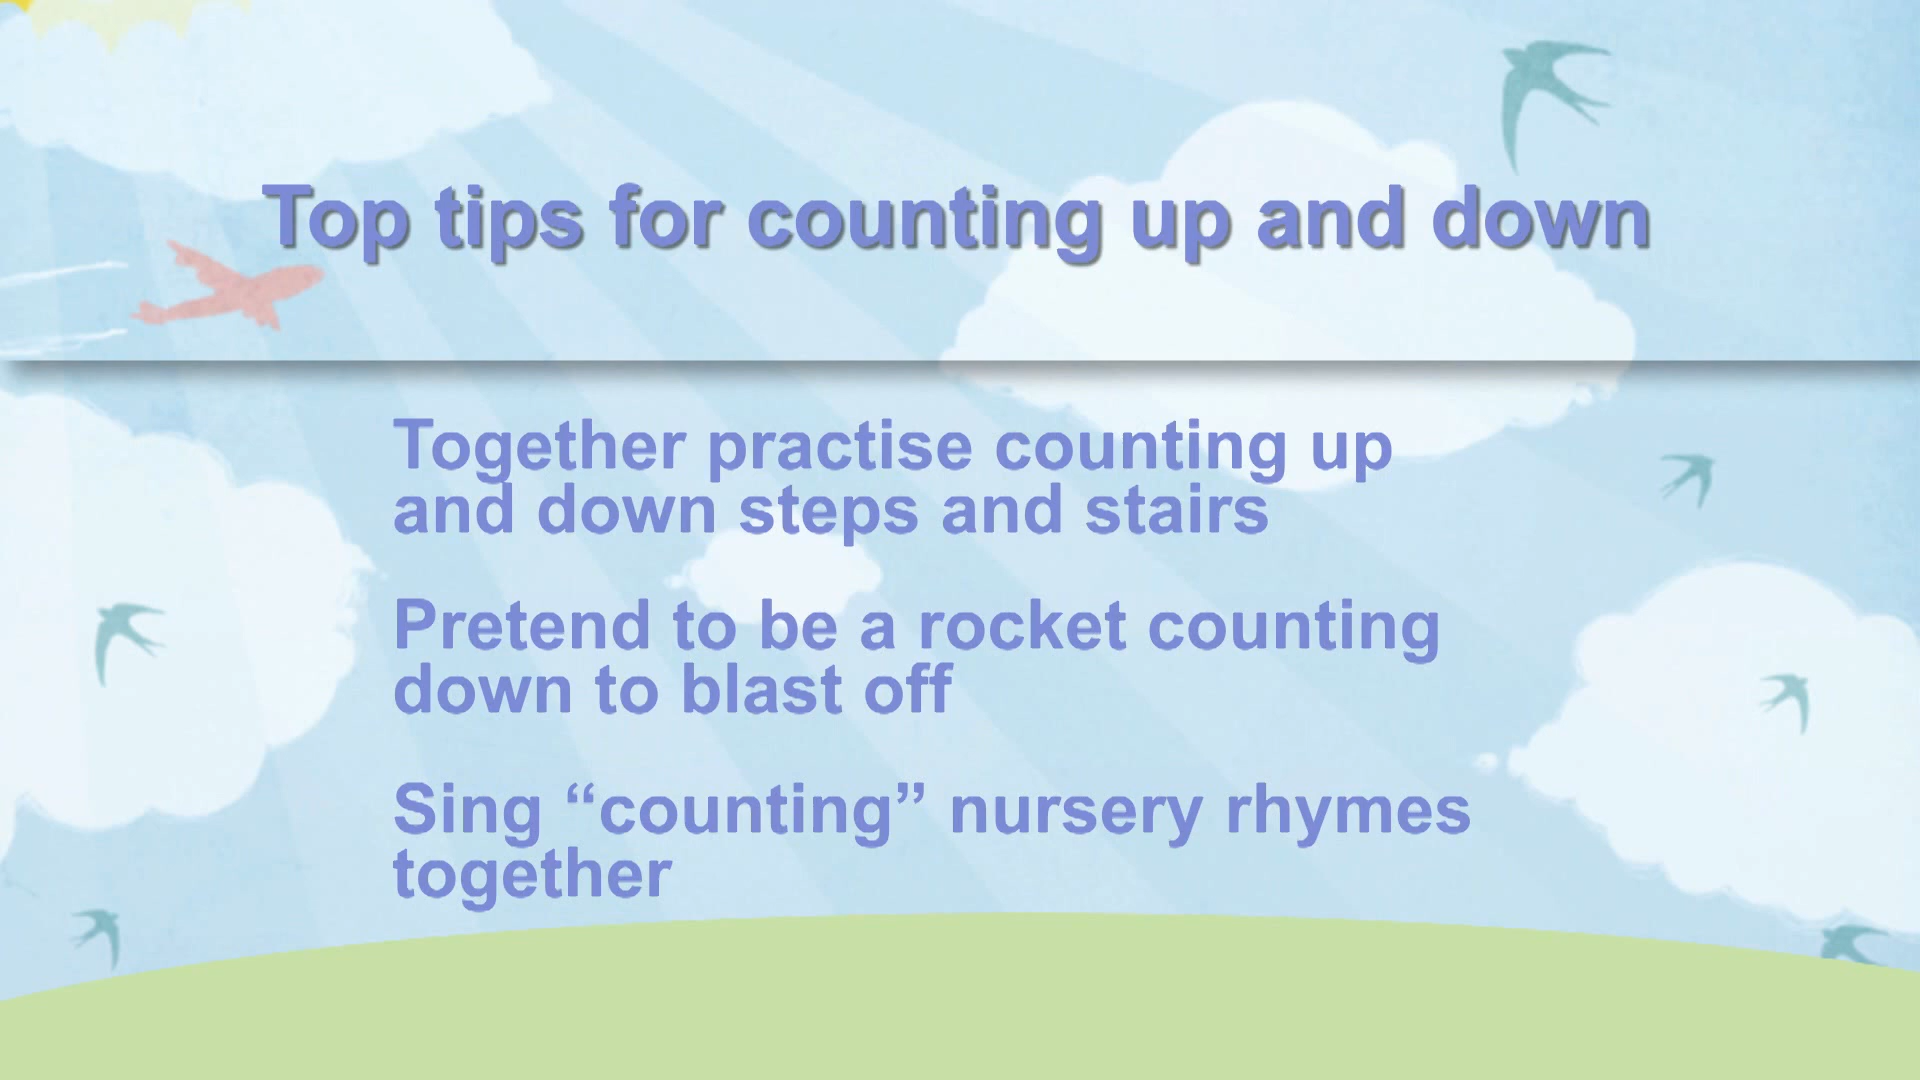 Top tips for counting up and down
Together practise counting up
and down steps and stairs
Pretend to be a rocket counting
down to blast off
Sing “counting” nursery rhymes
together